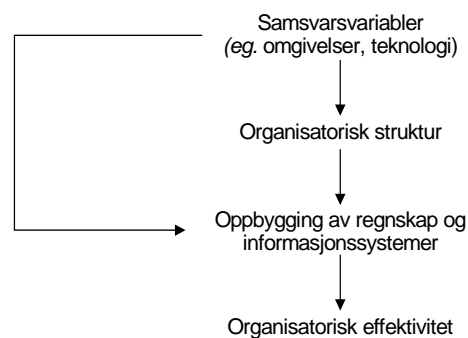 Samsvarsvariabler
(eg. omgivelser, teknologi)
Organisatorisk struktur
Oppbygging av regnskap og
informasjonssystemer
Organisatorisk effektivitet